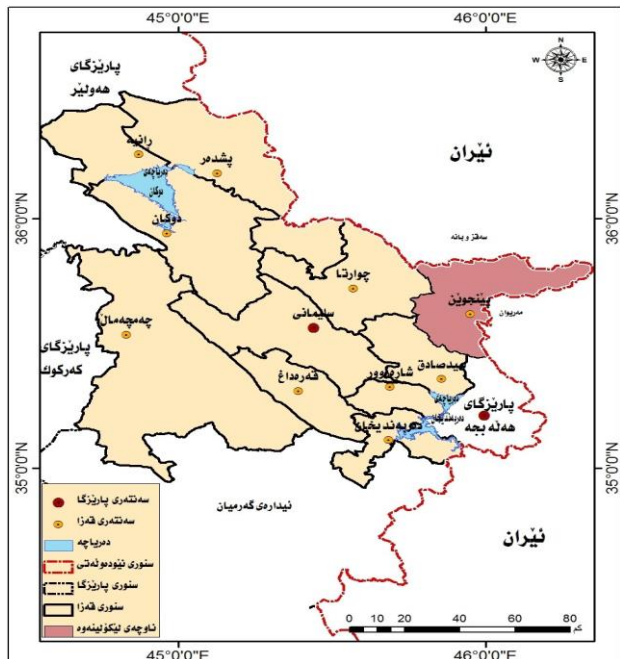 45°0'0"E
46°0'0"E
پارێزگای
هەولێر
N
W E
S
ئێران
رانیە
پشدەر
دەریاچەی
دوکان
دوکان
36°0'0"N
36°0'0"N
سەقز و بانە
چوارتا
پێنجوێن
سلێمانی
مەریوان
چەمچەماڵ
پارێزگای
کەرکوک
سیدصادق
شارەزوور
قەرەداغ
دەریاچەی
دەربەندیخان
پارێزگای
هەڵەبجە
دەربەندیخان
35°0'0"N
35°0'0"N
ئیدارەی گەرمیان
ئێران
سەنتەری پارێزگا
سەنتەری قەزا
دەریاچە
سنوری نێودەوڵەتی
سنوری پارێزگا
سنوری قەزا
ناوچەی لێکۆڵینەوە
0 10 20 40 60 80
کم
45°0'0"E
46°0'0"E